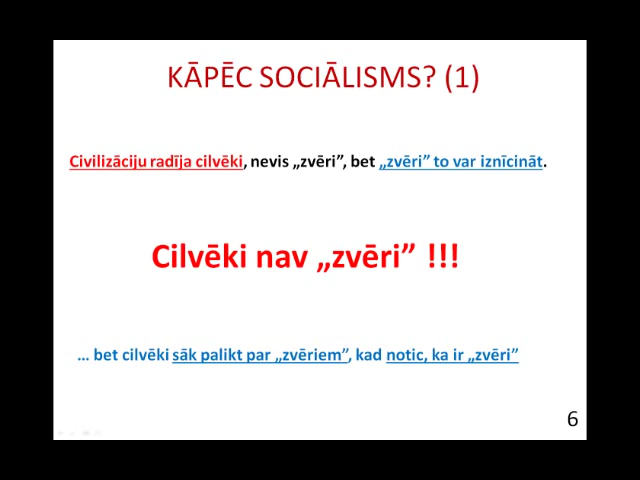 KĀPĒC SOCIĀLISMS? (1)
Civilizāciju radīja cilvēki, nevis „zvēri”, bet „zvēri” to var iznīcināt.
Cilvēki nav „zvēri” !!!
... bet cilvēki sāk palikt par „zvēriem”, kad notic, ka ir „zvēri”
6